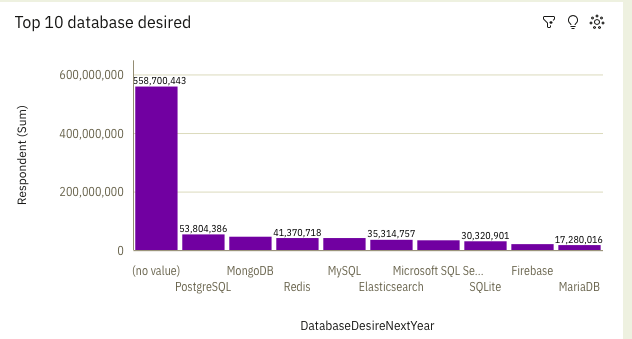 Top 10 database desired
Respondent (Sum)
600,000,000
400,000,000
200,000,000
0
558,700,443
53,804,386
41,370,718
35,314,757
30,320,901
17,280,016
(no value)
PostgreSQL
MongoDB
Redis
MySQL
Elasticsearch
Microsoft SQL Se...
SQLite
Firebase
MariaDB
DatabaseDesireNextYear